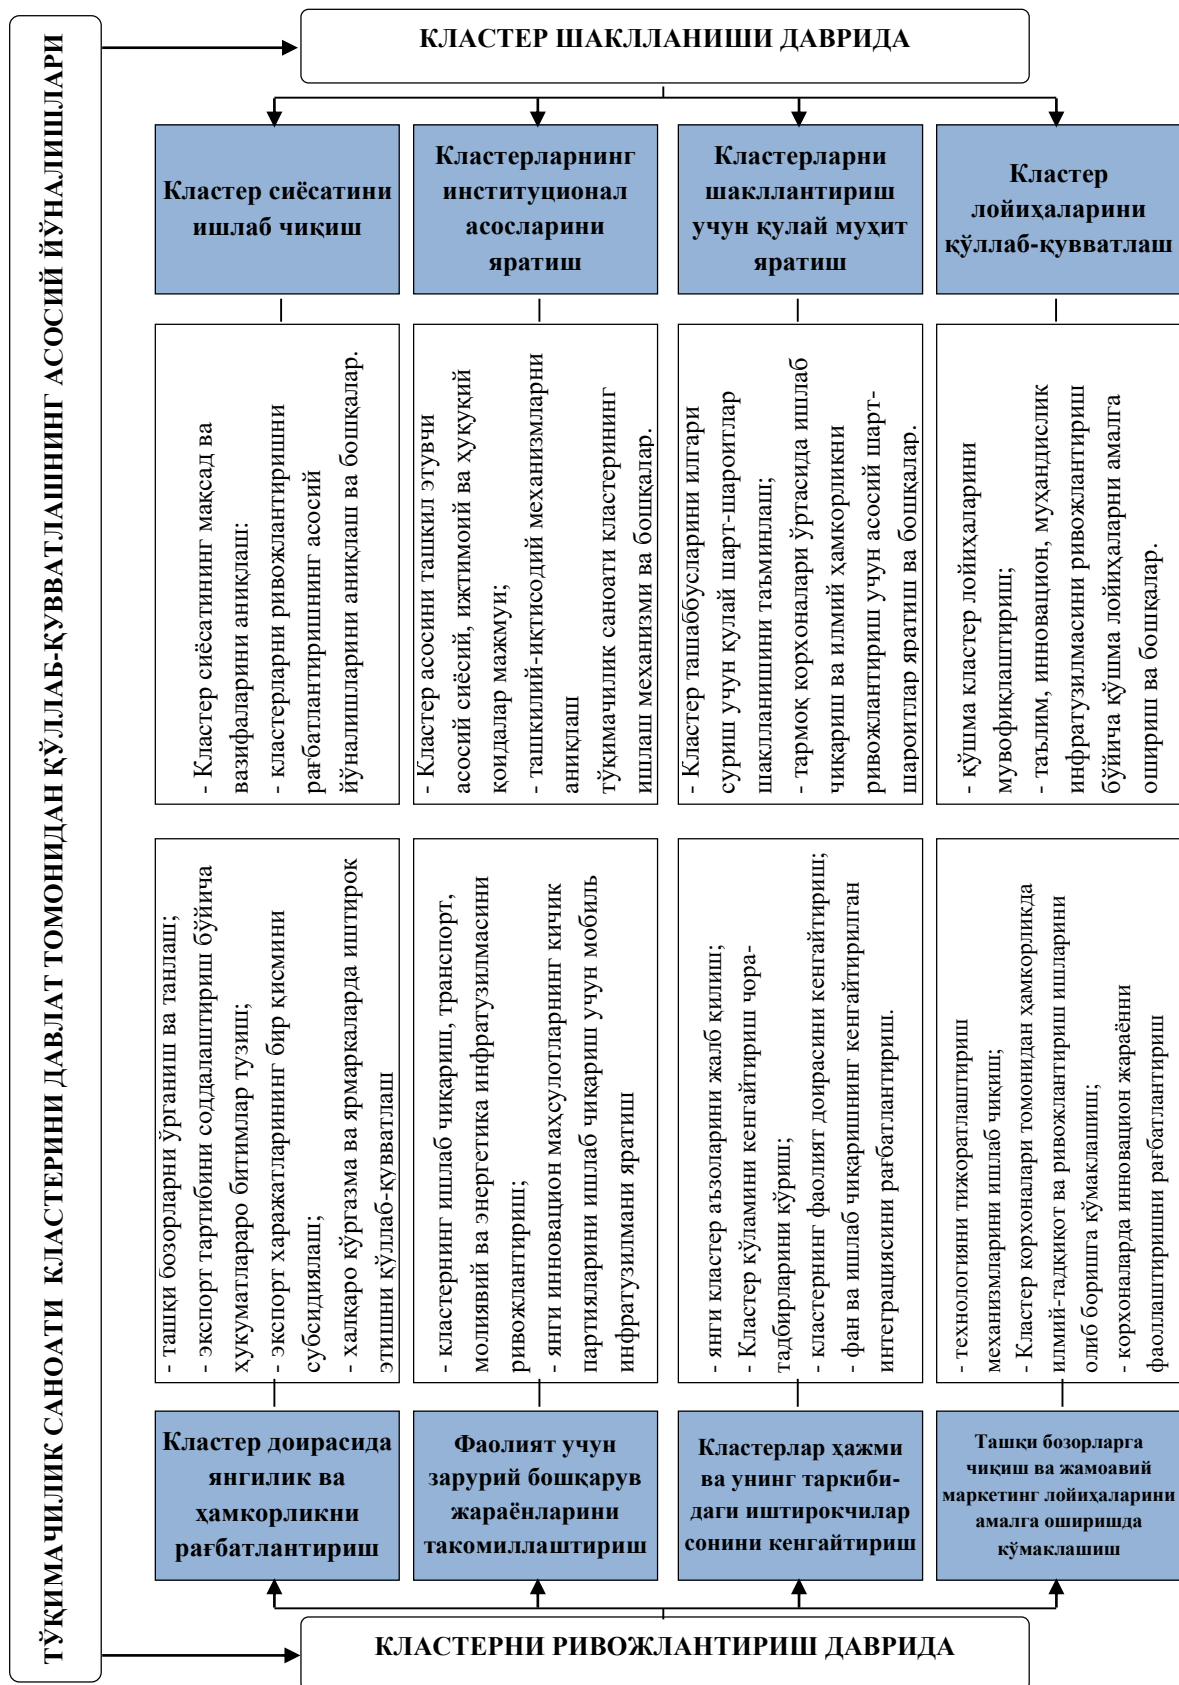 ТЎҚИМАЧИЛИК САНОАТИ КЛАСТЕРИНИ ДАВЛАТ ТОМОНИДАН ҚЎЛЛАБ-ҚУВВАТЛАШНИНГ АСОСИЙ ЙЎНАЛИШЛАРИ
КЛАСТЕР ШАКЛЛАНИШИ ДАВРИДА
Кластер сиёсатини
ишлаб чиқиш
Кластерларнинг
институционал
асосларини
яратиш
Кластерларни
шакллантириш
учун қулай муҳит
яратиш
Кластер
лойиҳаларини
қўллаб-қувватлаш
- Кластер сиёсатининг мақсад ва
вазифаларини аниқлаш:
- кластерларни ривожлантиришни
рағбатлантиришнинг асосий
йўналишларини аниқлаш ва бошқалар.
- Кластер асосини ташкил этувчи
асосий сиёсий, ижтимоий ва ҳуқуқий
қоидалар мажмуи;
- ташкилий-иқтисодий механизмларни
аниқлаш
тўқимачилик саноати кластерининг
ишлаш механизми ва бошқалар.
- Кластер ташаббусларини илгари
суриш учун қулай шарт-шароитлар
шаклланишини таъминлаш;
- тармоқ корхоналари ўртасида ишлаб
чиқариш ва илмий ҳамкорликни
ривожлантириш учун асосий шарт-
шароитлар яратиш ва бошқалар.
- қўшма кластер лойиҳаларини
мувофиқлаштириш;
- таълим, инновацион, муҳандислик
инфратузилмасини ривожлантириш
бўйича қўшма лойиҳаларни амалга
ошириш ва бошқалар.
- ташқи бозорларни ўрганиш ва танлаш;
- экспорт тартибини соддалаштириш бўйича
ҳукуматлараро битимлар тузиш;
- экспорт харажатларининг бир қисмини
субсидиялаш;
- халқаро кўргазма ва ярмаркаларда иштирок
этишни қўллаб-қувватлаш
- кластернинг ишлаб чиқариш, транспорт,
молиявий ва энергетика инфратузилмасини
ривожлантириш;
- янги инновацион маҳсулотларнинг кичик
партияларини ишлаб чиқариш учун мобиль
инфратузилмани яратиш
- янги кластер аъзоларини жалб қилиш;
- Кластер кўламини кенгайтириш чора-
тадбирларини кўриш;
- кластернинг фаолият доирасини кенгайтириш;
- фан ва ишлаб чиқаришнинг кенгайтирилган
интеграциясини рағбатлантириш.
- технологияни тижоратлаштириш
механизмларини ишлаб чиқиш;
- Кластер корхоналари томонидан ҳамкорликда
илмий-тадқиқот ва ривожлантириш ишларини
олиб боришга кўмаклашиш;
- корхоналарда инновацион жараённи
фаоллаштиришни рағбатлантириш
Кластер доирасида
янгилик ва
ҳамкорликни
рағбатлантириш
Фаолият учун
зарурий бошқарув
жараёнларини
такомиллаштириш
Кластерлар ҳажми
ва унинг таркиби-
даги иштирокчилар
сонини кенгайтириш
Ташқи бозорларга
чиқиш ва жамоавий
маркетинг лойиҳаларини
амалга оширишда
кўмаклашиш
КЛАСТЕРНИ РИВОЖЛАНТИРИШ ДАВРИДА